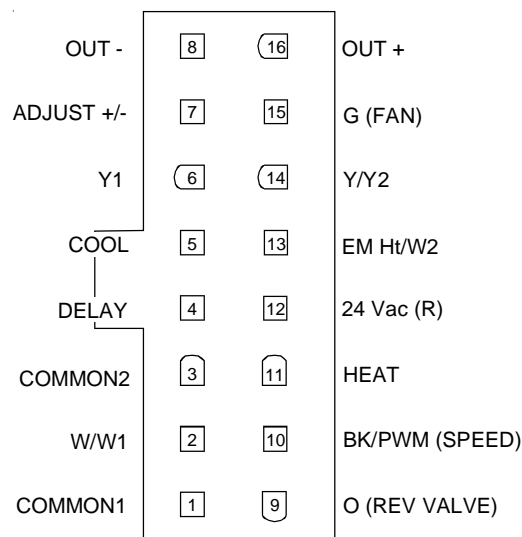 OUT - 8 16 OUT +
ADJUST +/- 7 15 G (FAN)
Y1 6 14 Y/Y2
COOL 5 13 EM Ht/W2
DELAY 4 12 24 Vac (R)
COMMON2 3 11 HEAT
W/W1 2 10 BK/PWM (SPEED)
COMMON1 1 9 O (REV VALVE)